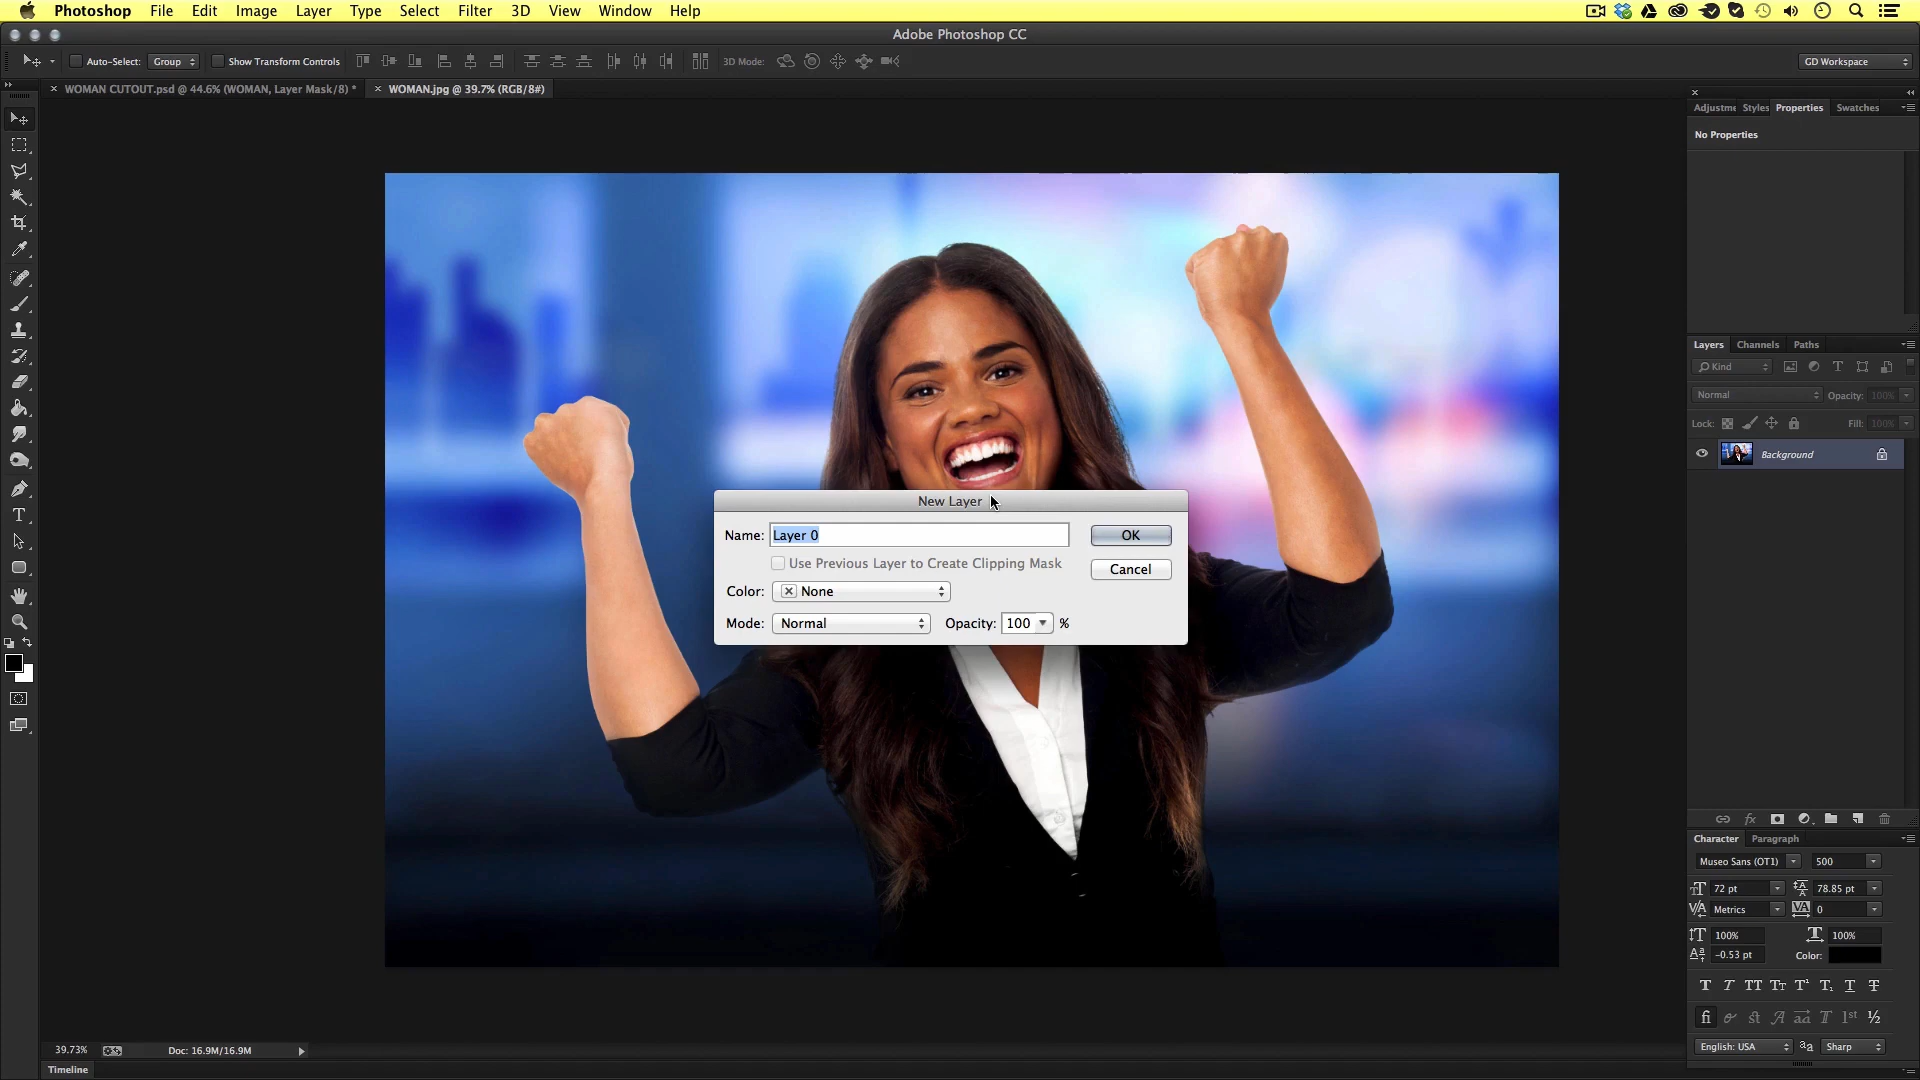 Photoshop File Edit Image Layer Type Select Filter 3D View Window Help
Adobe Photoshop CC
Auto-Select: Group Show Transform Controls 3D Mode: GD Workspace
WOMAN CUTOUT.psd @ 44.6% (WOMAN, Layer Mask/8) * WOMAN.jpg @ 39.7% (RGB/8#)
Adjustme Styles Properties Swatches
No Properties
Layers Channels Paths
Kind
Normal Opacity: 100%
Lock: Fill: 100%
Background
New Layer
Name: Layer 0 OK
Use Previous Layer to Create Clipping Mask Cancel
Color: None
Mode: Normal Opacity: 100 %
Character Paragraph
Museo Sans (OT1) 500
72 pt 78.85 pt
Metrics 0
100% 100%
-0.53 pt Color:
English: USA Sharp
39.73% Doc: 16.9M/16.9M
Timeline